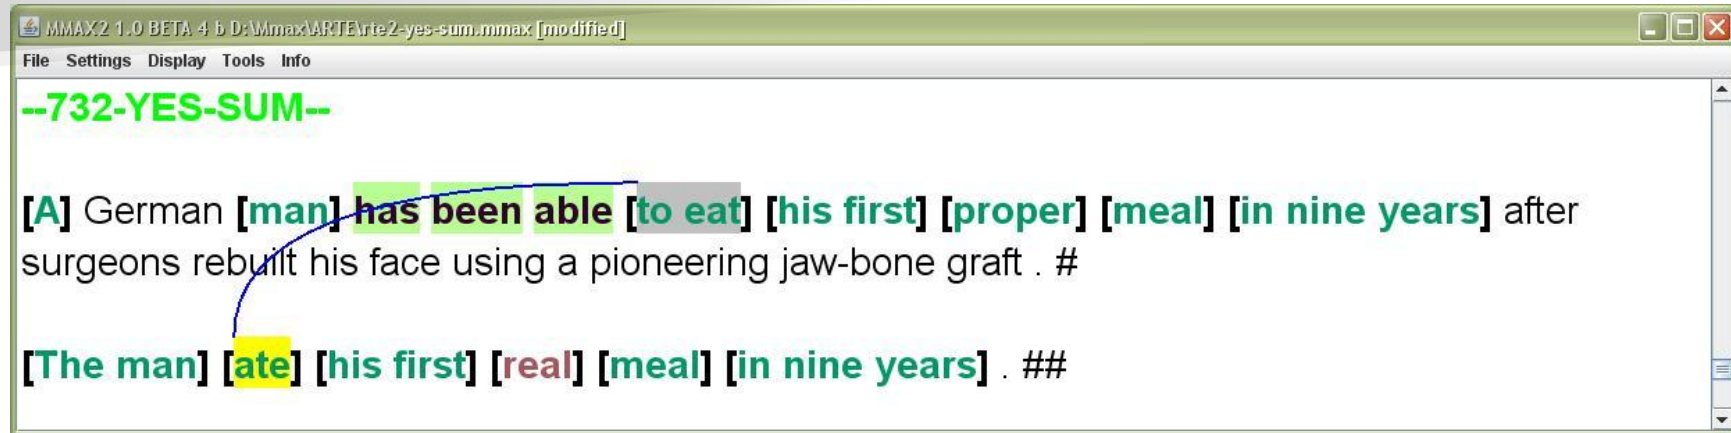 MMAX2 1.0 BETA 4 b D:\Mmax\ARTE\rte2-yes-sum.mmax [modified]
File Settings Display Tools Info
--732-YES-SUM--
[A] German [man] has been able [to eat] [his first] [proper] [meal] [in nine years] after
surgeons rebuilt his face using a pioneering jaw-bone graft . #
[The man] [ate] [his first] [real] [meal] [in nine years] . ##